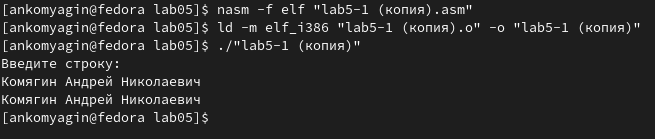 [ankomyagin@fedora lab05]$ nasm -f elf "lab5-1 (копия).asm"
[ankomyagin@fedora lab05]$ ld -m elf_i386 "lab5-1 (копия).o" -o "lab5-1 (копия)"
[ankomyagin@fedora lab05]$ ./"lab5-1 (копия)"
Введите строку:
Комягин Андрей Николаевич
Комягин Андрей Николаевич
[ankomyagin@fedora lab05]$